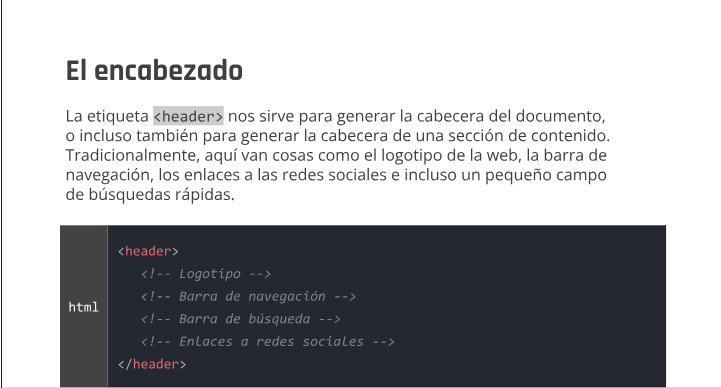 El encabezado
La etiqueta <header> nos sirve para generar la cabecera del documento,
o incluso también para generar la cabecera de una sección de contenido.
Tradicionalmente, aquí van cosas como el logotipo de la web, la barra de
navegación, los enlaces a las redes sociales e incluso un pequeño campo
de búsquedas rápidas.
html
<header>
<!-- Logotipo -->
<!-- Barra de navegación -->
<!-- Barra de búsqueda -->
<!-- Enlaces a redes sociales -->
</header>